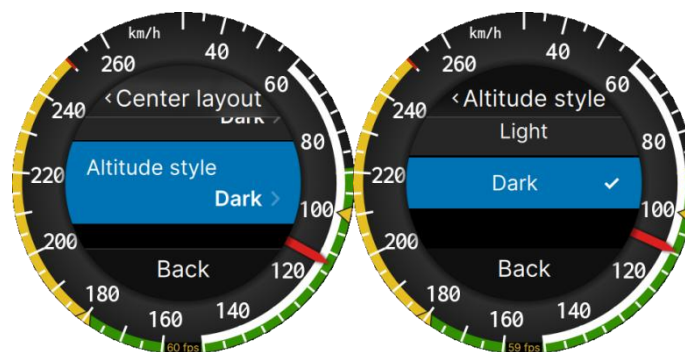 km/h
40
60
80
100
120
140
160
180
200
220
240
260
‹Center layout
Dark >
Altitude style
Dark >
Back
60 fps
km/h
40
60
80
100
120
140
160
180
200
220
240
260
‹Altitude style
Light
Dark ✓
Back
59 fps